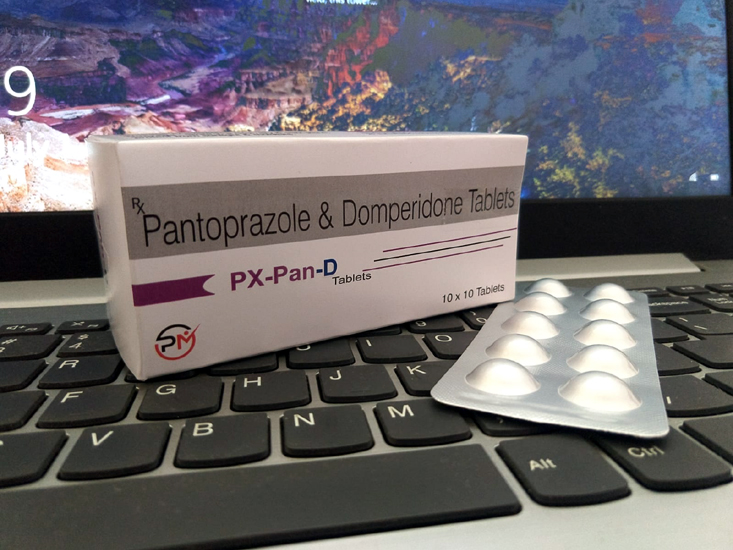 9
Rx
Pantoprazole & Domperidone Tablets
PX-Pan-D
Tablets
10 x 10 Tablets
PM
R
I
O
P
F
G
H
J
K
L
V
B
N
M
Alt
Ctrl